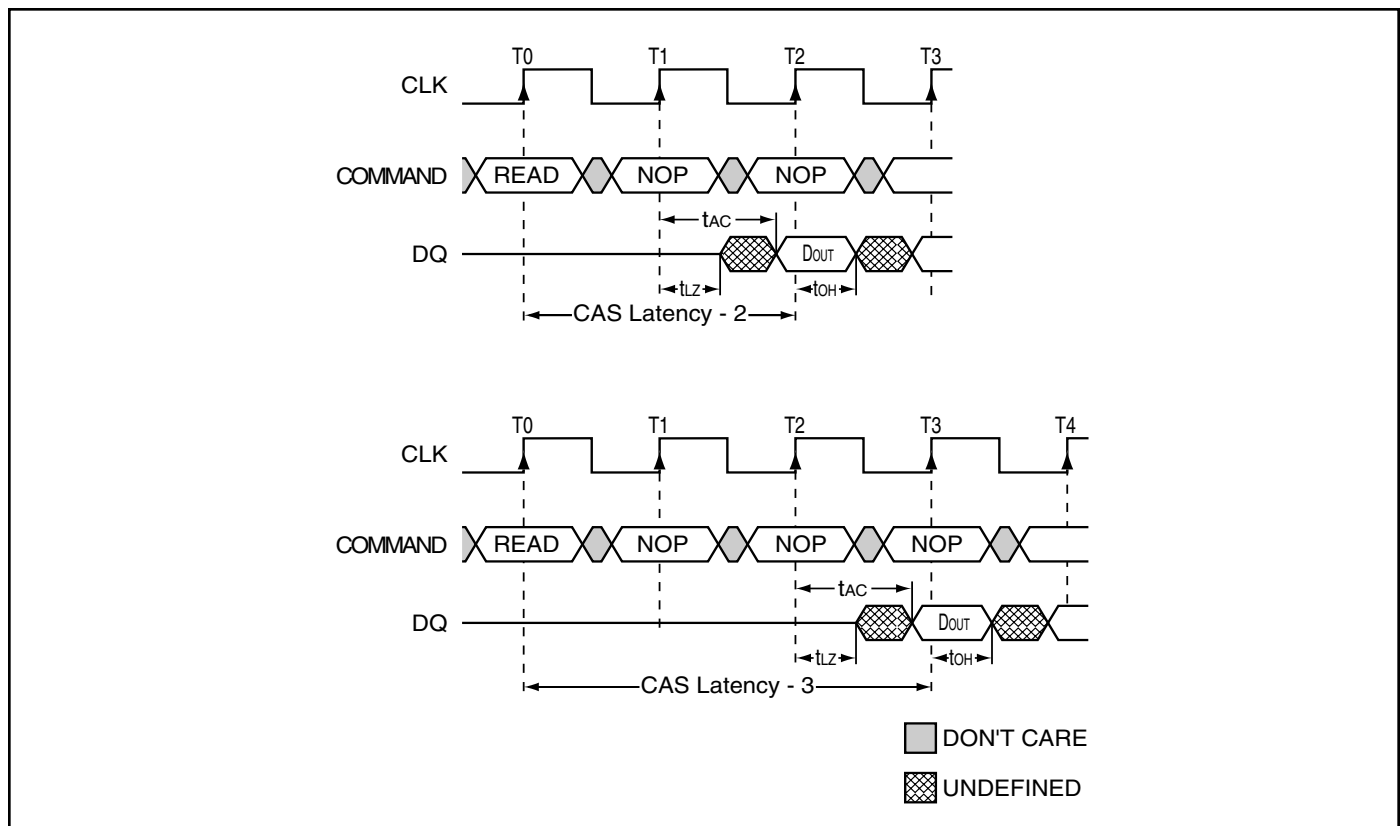 T0 T1 T2 T3
CLK
COMMAND READ NOP NOP
tAC
DQ DOUT
tLZ tOH
CAS Latency - 2
T0 T1 T2 T3 T4
CLK
COMMAND READ NOP NOP NOP
tAC
DQ DOUT
tLZ tOH
CAS Latency - 3
DON'T CARE
UNDEFINED